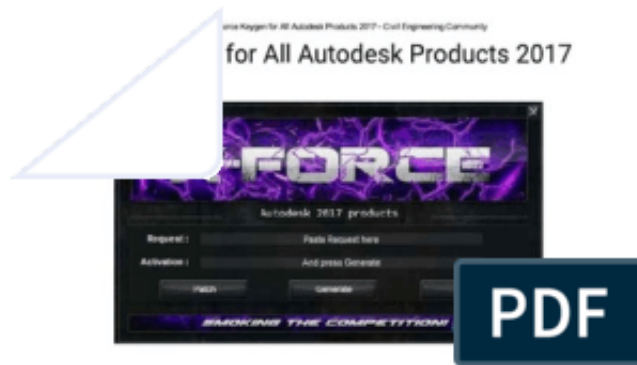 orce Keygen for All Autodesk Products 2017 - Civil Engineering Community
for All Autodesk Products 2017
X
-FORCE
Autodesk 2017 products
Request :
Paste Request here
Activation :
And press Generate
Patch
Generate
SMOKING THE COMPETITION!
PDF